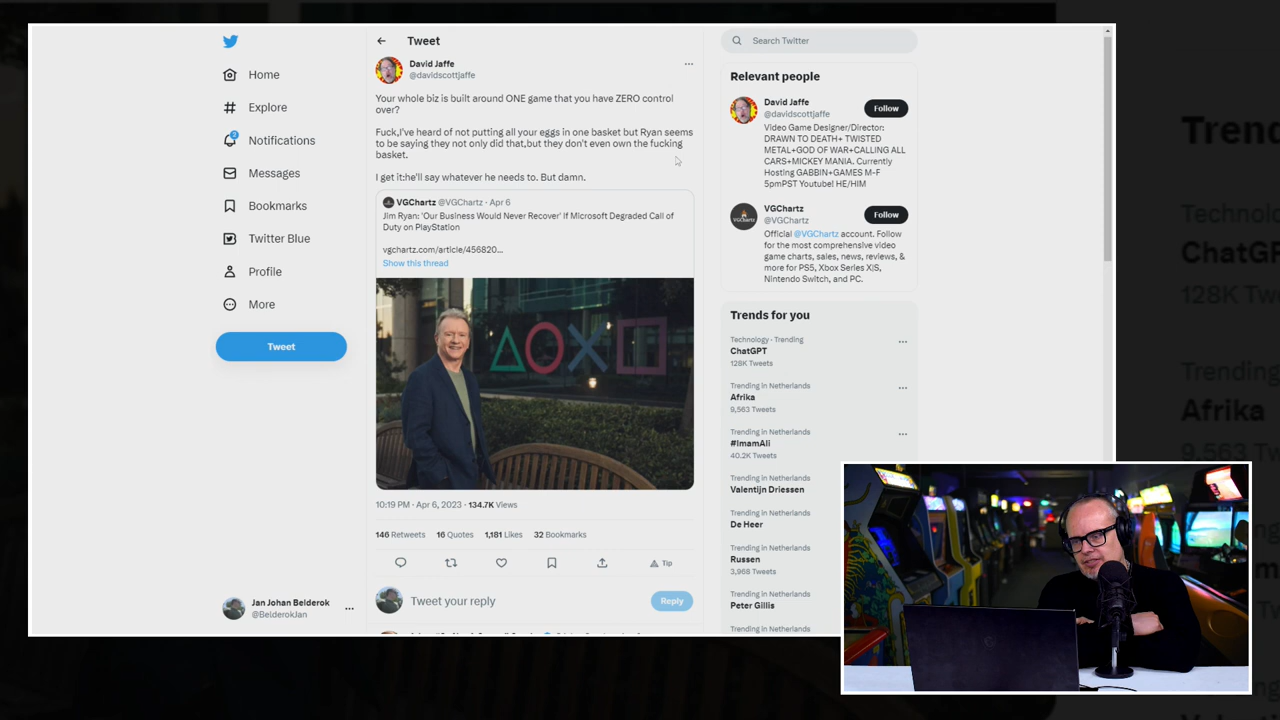 Home
Explore
2
Notifications
Messages
Bookmarks
Twitter Blue
Profile
More
Tweet
Jan Johan Belderok
@BelderokJan
Tweet
David Jaffe
@davidscottjaffe
Your whole biz is built around ONE game that you have ZERO control
over?
Fuck,I've heard of not putting all your eggs in one basket but Ryan seems
to be saying they not only did that,but they don't even own the fucking
basket.
I get it:he'll say whatever he needs to. But damn.
VGChartz @VGChartz · Apr 6
Jim Ryan: 'Our Business Would Never Recover' If Microsoft Degraded Call of
Duty on PlayStation
vgchartz.com/article/456820...
Show this thread
10:19 PM · Apr 6, 2023 · 134.7K Views
146 Retweets 16 Quotes 1,181 Likes 32 Bookmarks
Tip
Tweet your reply
Reply
Search Twitter
Relevant people
David Jaffe
@davidscottjaffe
Follow
Video Game Designer/Director:
DRAWN TO DEATH+ TWISTED
METAL+GOD OF WAR+CALLING ALL
CARS+MICKEY MANIA. Currently
Hosting GABBIN+GAMES M-F
5pmPST Youtube! HE/HIM
VGChartz
@VGChartz
Follow
Official @VGChartz account. Follow
for the most comprehensive video
game charts, sales, news, reviews, &
more for PS5, Xbox Series X|S,
Nintendo Switch, and PC.
Trends for you
Technology · Trending
ChatGPT
128K Tweets
Trending in Netherlands
Afrika
9,563 Tweets
Trending in Netherlands
#ImamAli
40.2K Tweets
Trending in Netherlands
Valentijn Driessen
Trending in Netherlands
De Heer
Trending in Netherlands
Russen
3,968 Tweets
Trending in Netherlands
Peter Gillis
Trending in Netherlands
Trend
Technolo
ChatGP
128K Tw
Trending
Afrika